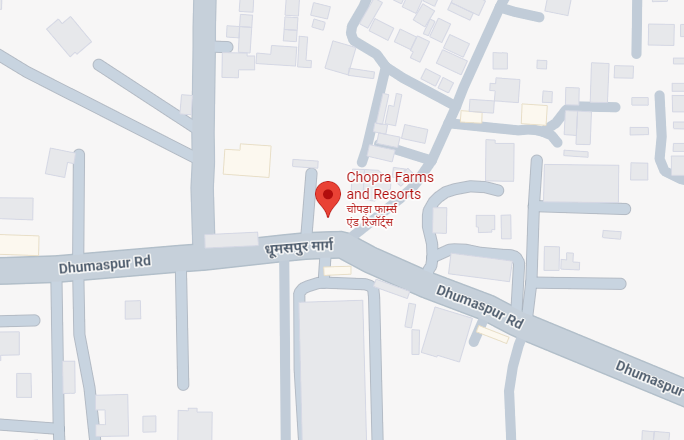 Chopra Farms
and Resorts
चोपड़ा फार्म्स
एंड रिजॉर्ट्स
धूमसपुर मार्ग
Dhumaspur Rd
Dhumaspur Rd
Dhumaspur